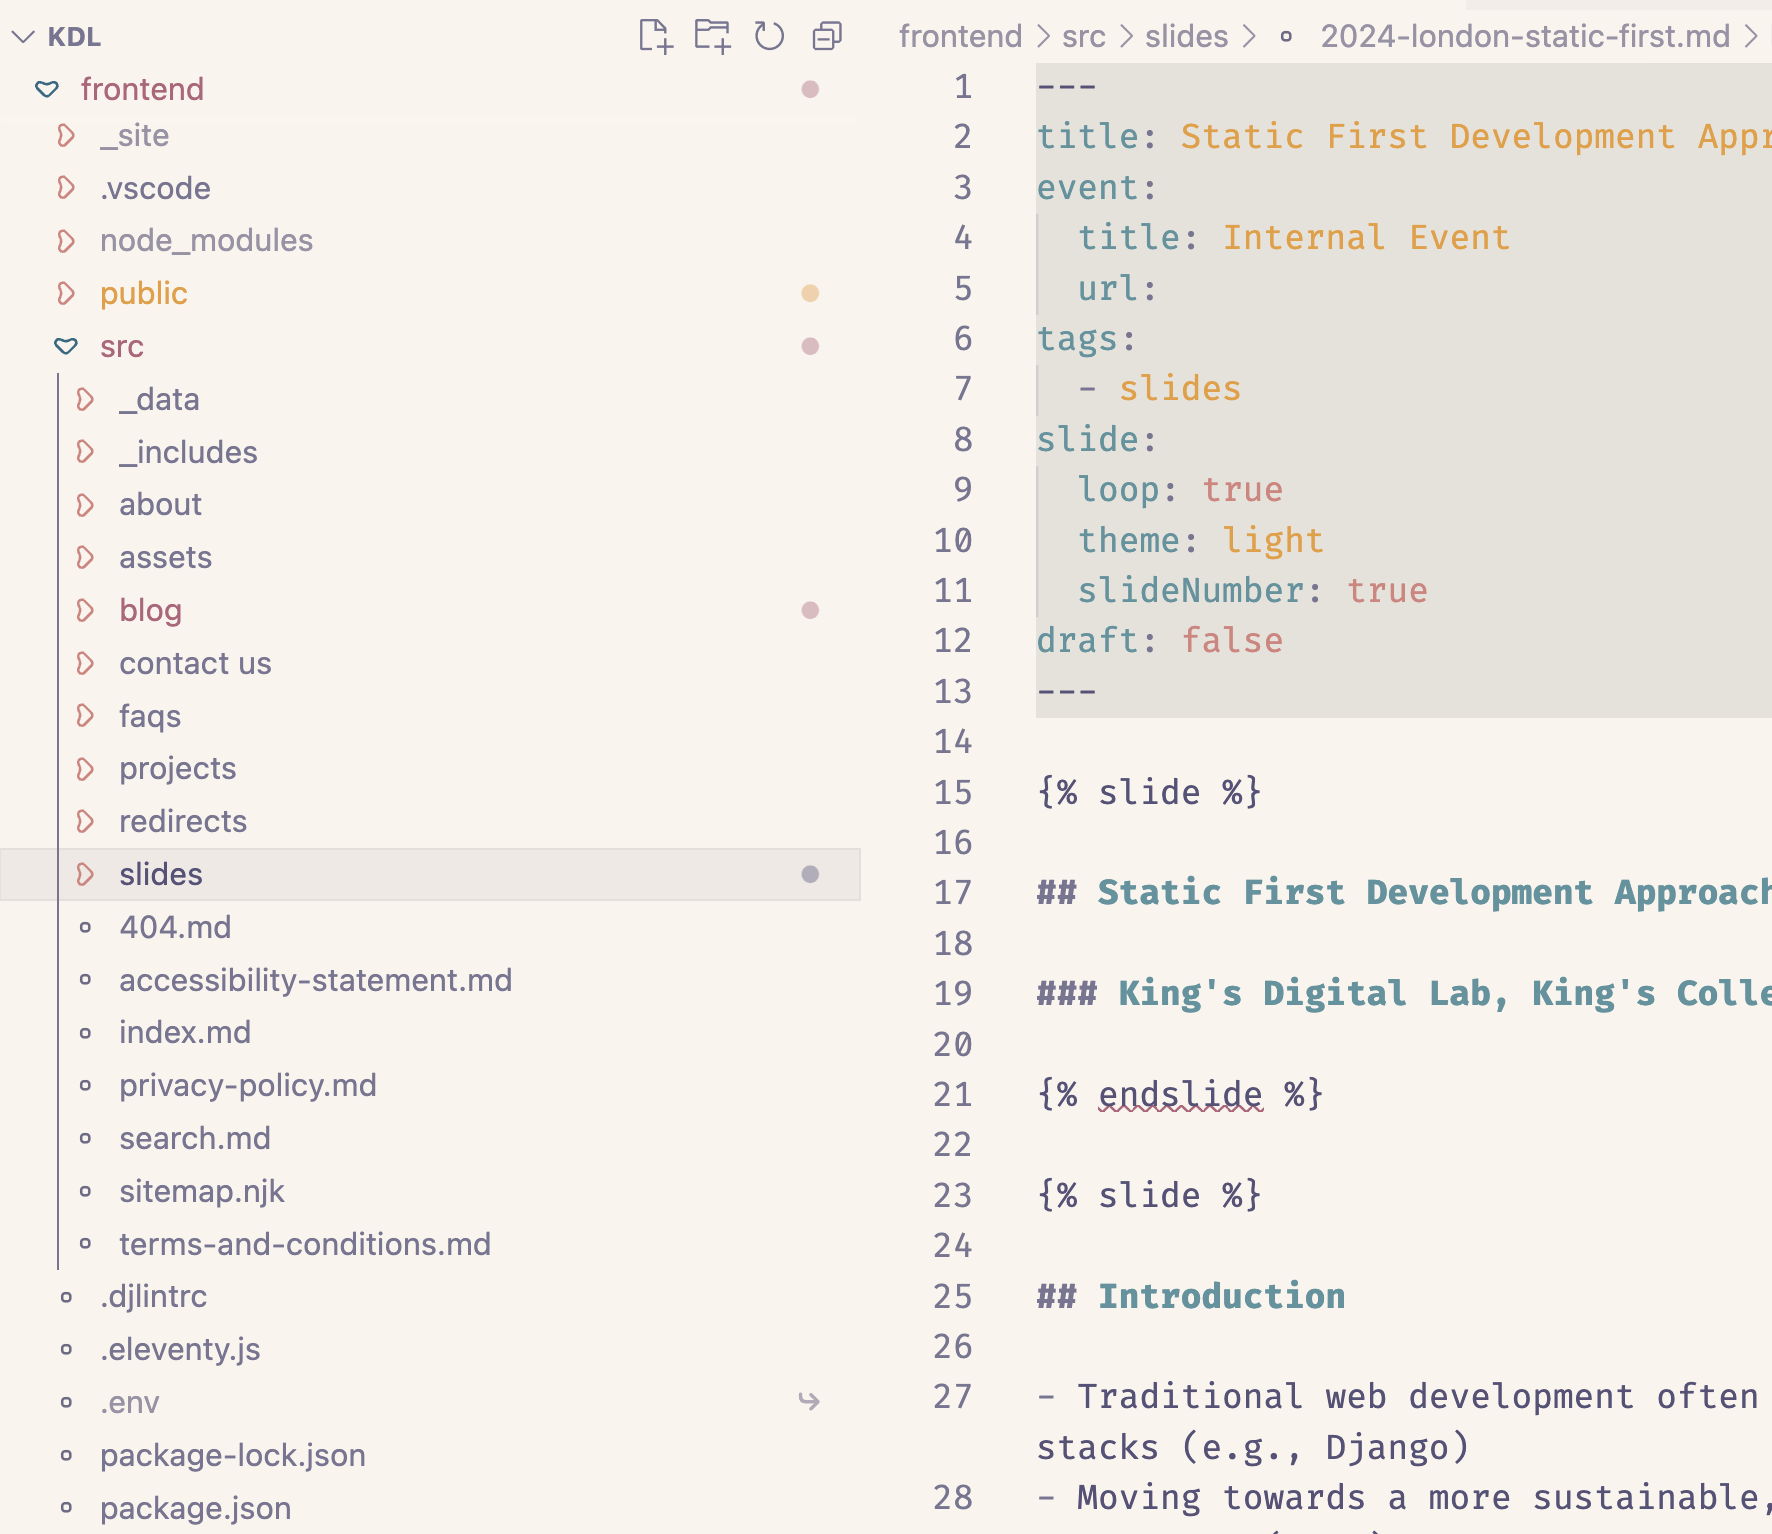 KDL
frontend
_site
.vscode
node_modules
public
src
_data
_includes
about
assets
blog
contact us
faqs
projects
redirects
slides
404.md
accessibility-statement.md
index.md
privacy-policy.md
search.md
sitemap.njk
terms-and-conditions.md
.djlintrc
.eleventy.js
.env
package-lock.json
package.json
frontend > src > slides > 2024-london-static-first.md >
1 ---
2 title: Static First Development Appr
3 event:
4   title: Internal Event
5   url:
6 tags:
7   - slides
8 slide:
9   loop: true
10   theme: light
11   slideNumber: true
12 draft: false
13 ---
14
15 {% slide %}
16
17 ## Static First Development Approach
18
19 ### King's Digital Lab, King's Colle
20
21 {% endslide %}
22
23 {% slide %}
24
25 ## Introduction
26
27 - Traditional web development often
stacks (e.g., Django)
28 - Moving towards a more sustainable,